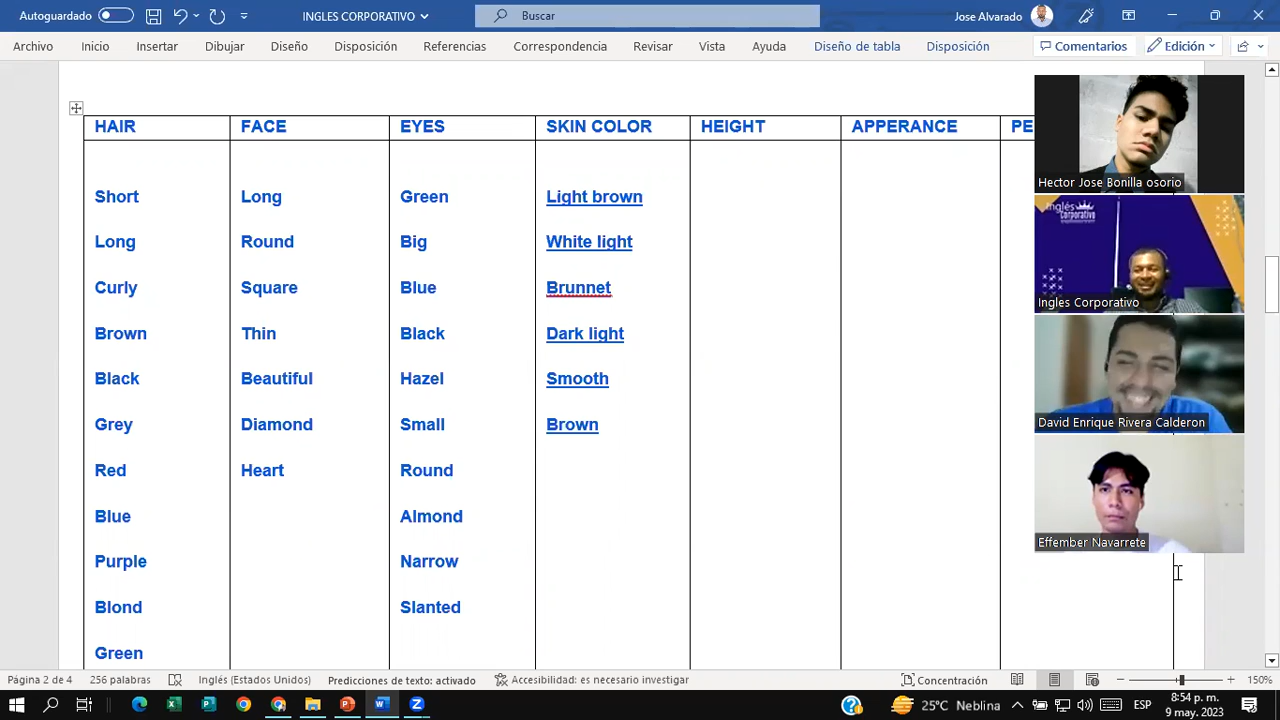 Autoguardado
INGLES CORPORATIVO
Buscar
Jose Alvarado
Archivo Inicio Insertar Dibujar Diseño Disposición Referencias Correspondencia Revisar Vista Ayuda Diseño de tabla Disposición Comentarios Edición
HAIR FACE EYES SKIN COLOR HEIGHT APPERANCE PE
Short Long Green Light brown
Long Round Big White light
Curly Square Blue Brunnet
Brown Thin Black Dark light
Black Beautiful Hazel Smooth
Grey Diamond Small Brown
Red Heart Round
Blue Almond
Purple Narrow
Blond Slanted
Green
Hector Jose Bonilla osorio
Inglés
Corporativo
Ingles Corporativo
David Enrique Rivera Calderon
Effember Navarrete
Página 2 de 4 256 palabras Inglés (Estados Unidos) Predicciones de texto: activado Accesibilidad: es necesario investigar Concentración 150%
25°C Neblina ESP 8:54 p. m.
9 may. 2023